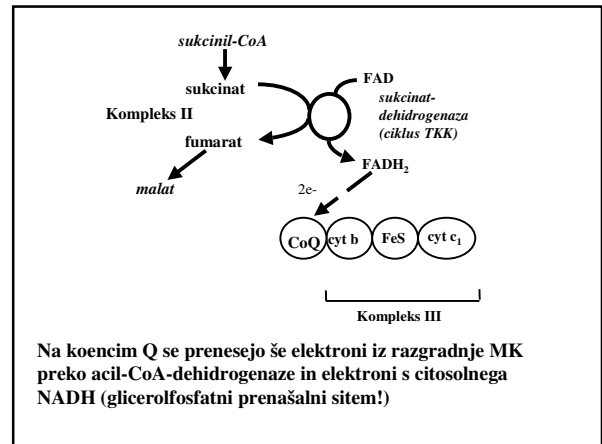 sukcinil-CoA
FAD
sukcinat
sukcinat-
dehidrogenaza
(ciklus TKK)
Kompleks II
fumarat
FADH₂
malat
2e-
CoQ cyt b FeS cyt c₁
Kompleks III
Na koencim Q se prenesejo še elektroni iz razgradnje MK
preko acil-CoA-dehidrogenaze in elektroni s citosolnega
NADH (glicerolfosfatni prenašalni sitem!)